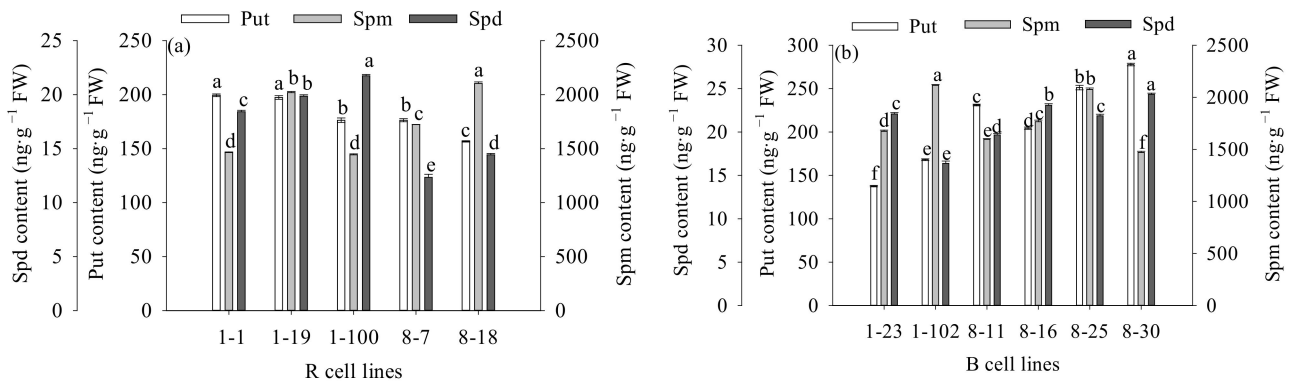 Put Spm Spd
(a)
Spd content (ng·g⁻¹ FW)
25
20
15
10
5
0
Put content (ng·g⁻¹ FW)
250
200
150
100
50
0
a d c
a b b
b d a
b c e
c a d
2500
2000
1500
1000
500
0
Spm content (ng·g⁻¹ FW)
1-1 1-19 1-100 8-7 8-18
R cell lines
Put Spm Spd
(b)
Spd content (ng·g⁻¹ FW)
30
25
20
15
10
5
0
Put content (ng·g⁻¹ FW)
300
250
200
150
100
50
0
f d c
e a e
c e d
d c b
b b c
a f a
2500
2000
1500
1000
500
0
Spm content (ng·g⁻¹ FW)
1-23 1-102 8-11 8-16 8-25 8-30
B cell lines